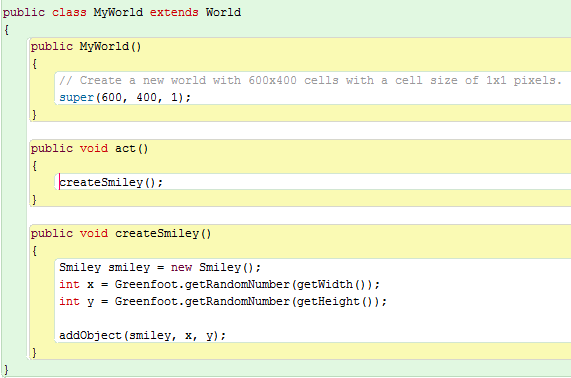 public class MyWorld extends World
{
public MyWorld()
{
// Create a new world with 600x400 cells with a cell size of 1x1 pixels.
super(600, 400, 1);
}
public void act()
{
createSmiley();
}
public void createSmiley()
{
Smiley smiley = new Smiley();
int x = Greenfoot.getRandomNumber(getWidth());
int y = Greenfoot.getRandomNumber(getHeight());
addObject(smiley, x, y);
}
}